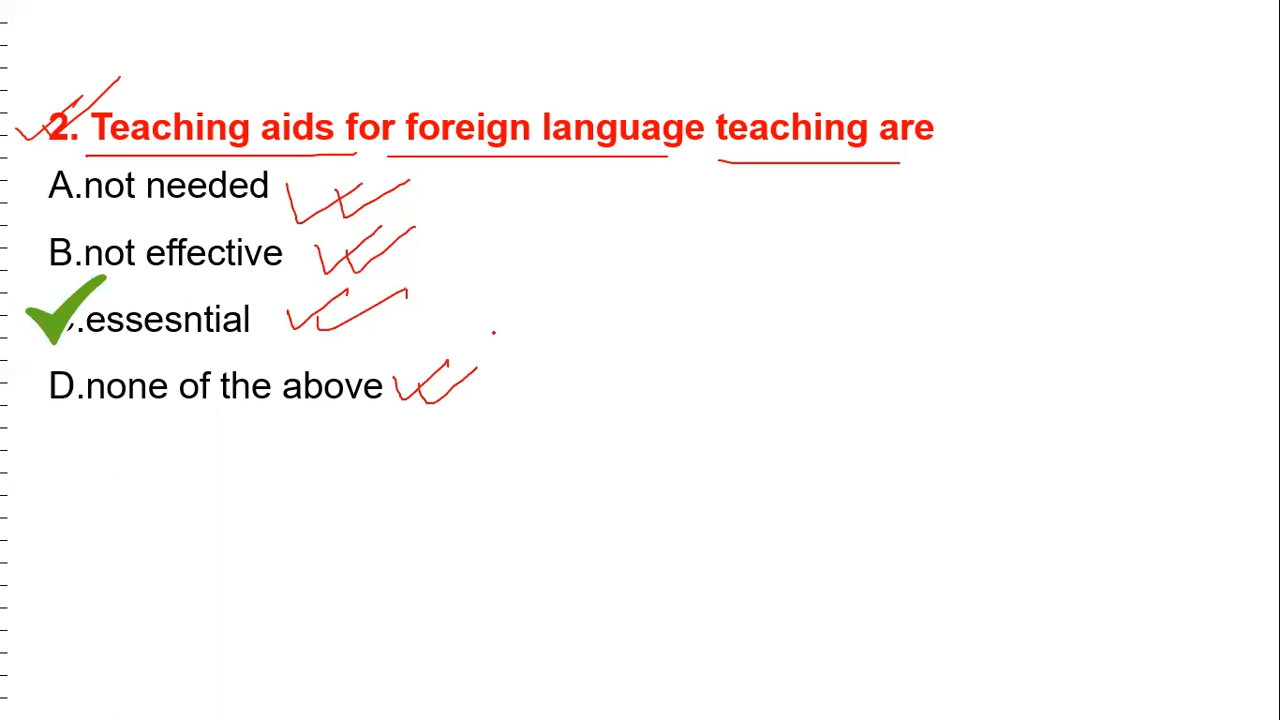 2. Teaching aids for foreign language teaching are
A.not needed
B.not effective
.essesntial
D.none of the above